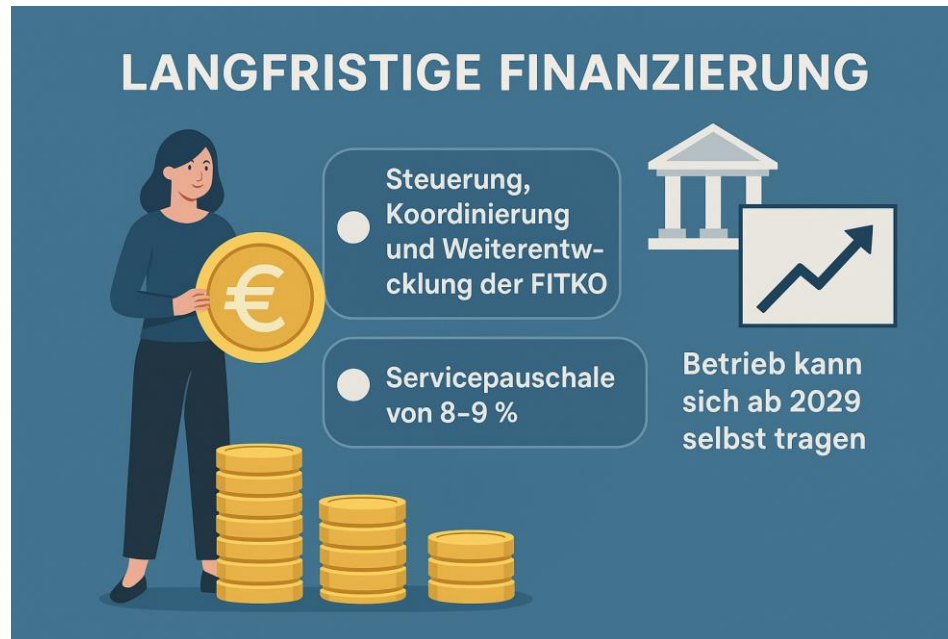 LANGFRISTIGE FINANZIERUNG
Steuerung,
Koordinierung
und Weiterentw-
cklung der FITKO
Servicepauschale
von 8–9 %
Betrieb kann
sich ab 2029
selbst tragen
€